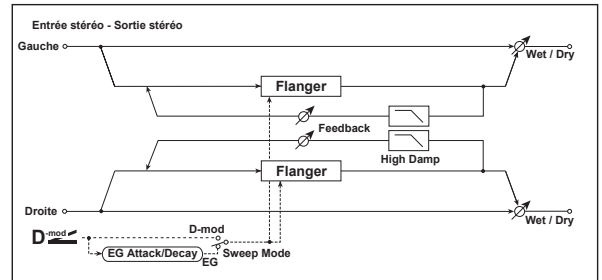 Entrée stéréo - Sortie stéréo
Gauche
Wet / Dry
Flanger
Feedback
High Damp
Flanger
Droite
Wet / Dry
D-mod
D-mod
EG Attack/Decay
EG
Sweep Mode